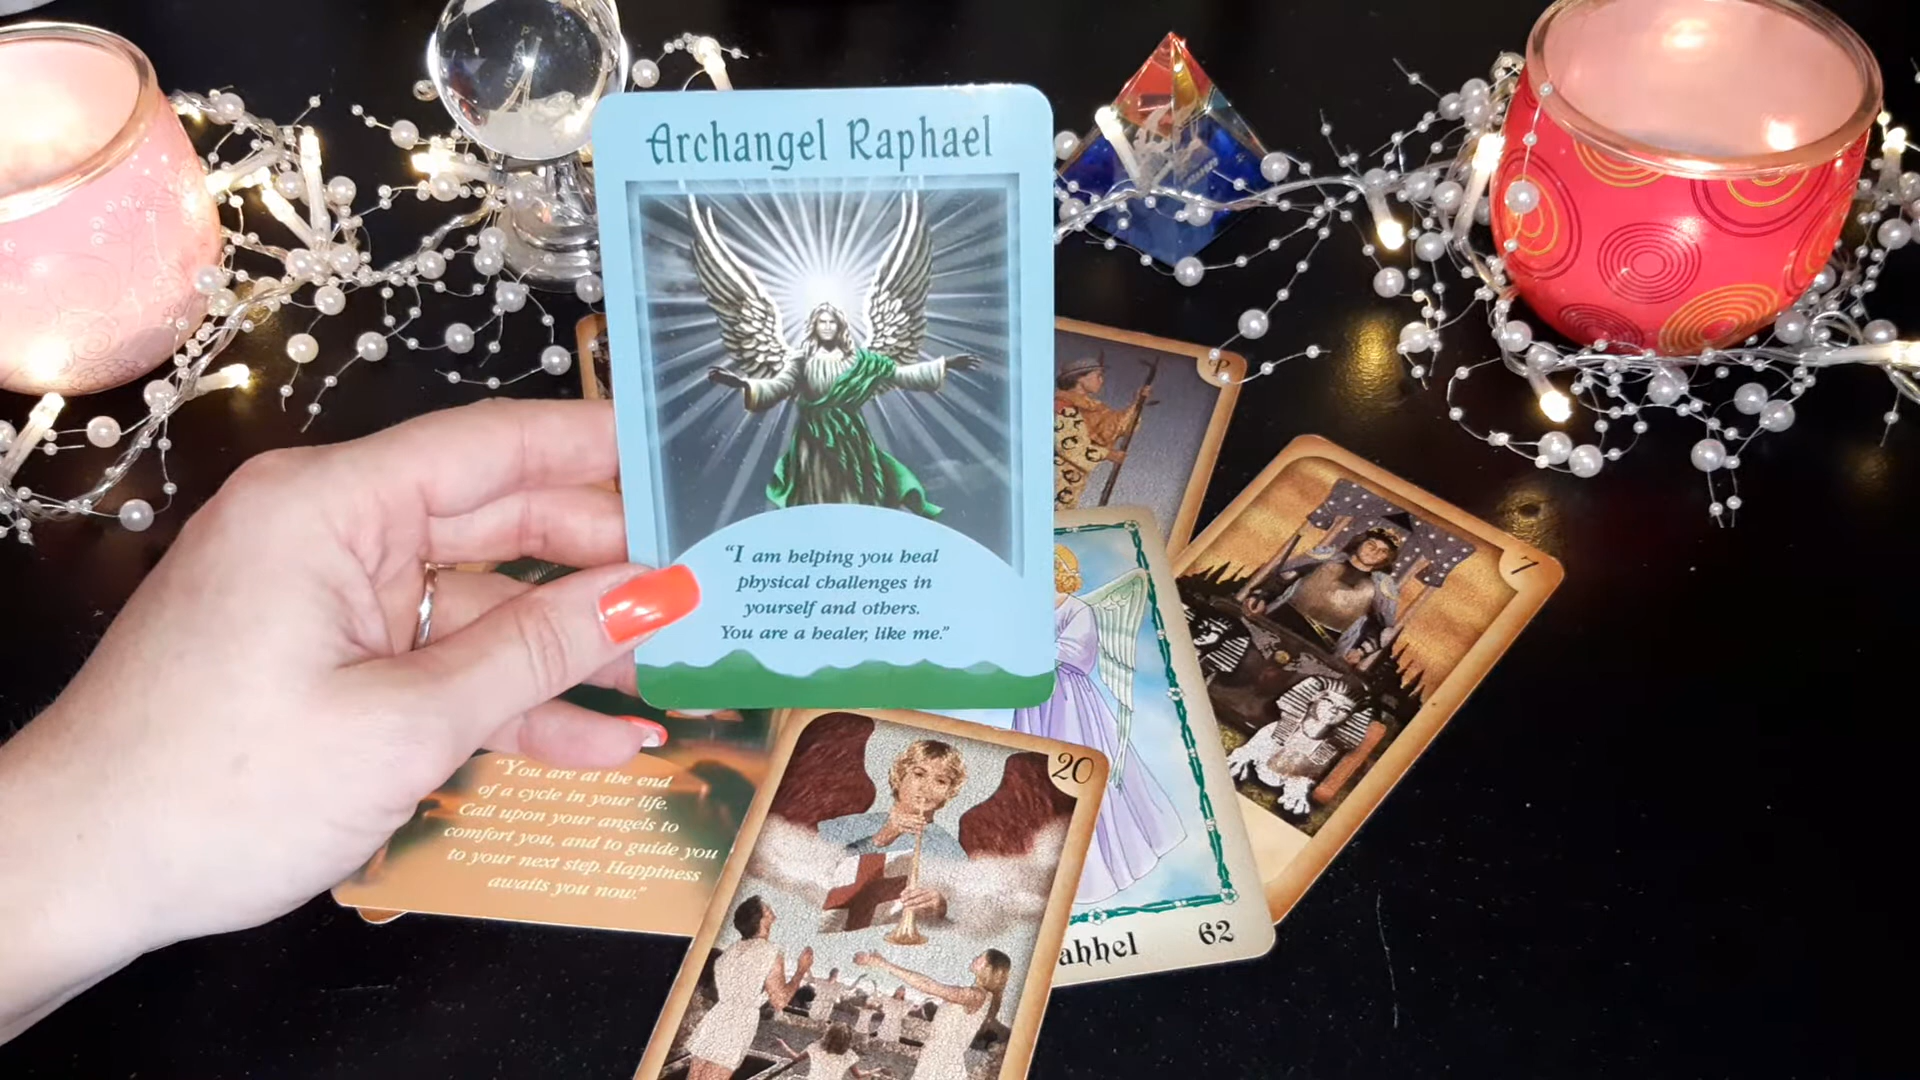 Archangel Raphael
"I am helping you heal
physical challenges in
yourself and others.
You are a healer, like me."
7
20
"You are at the end
of a cycle in your life.
Call upon your angels to
comfort you, and to guide you
to your next step. Happiness
awaits you now."
ahhel 62